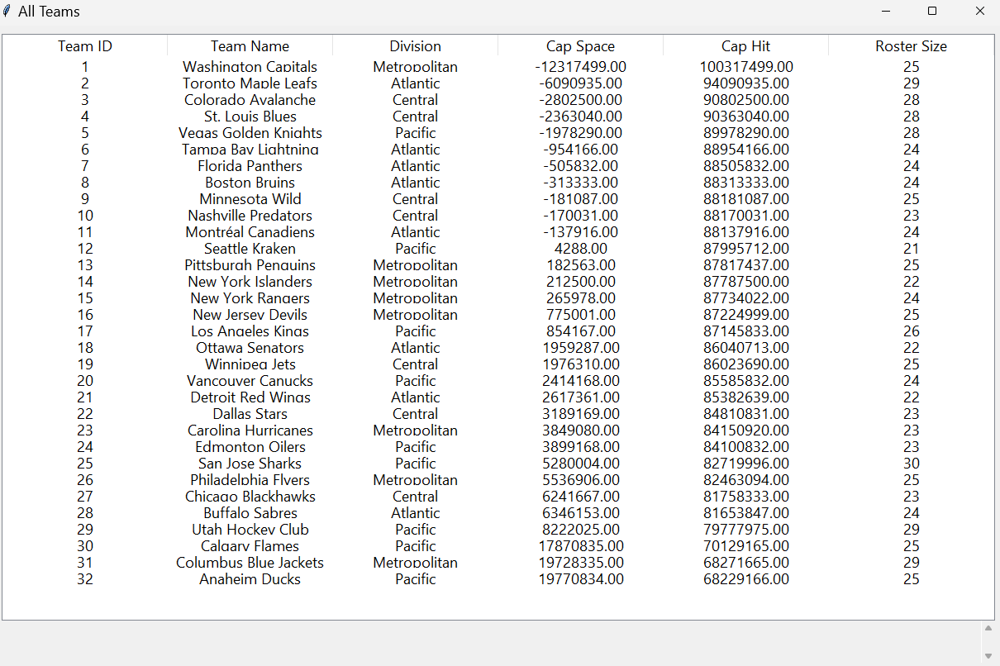 All Teams
Team ID Team Name Division Cap Space Cap Hit Roster Size
1 Washington Capitals Metropolitan -12317499.00 100317499.00 25
2 Toronto Maple Leafs Atlantic -6090935.00 94090935.00 29
3 Colorado Avalanche Central -2802500.00 90802500.00 28
4 St. Louis Blues Central -2363040.00 90363040.00 28
5 Vegas Golden Knights Pacific -1978290.00 89978290.00 28
6 Tampa Bay Lightning Atlantic -954166.00 88954166.00 24
7 Florida Panthers Atlantic -505832.00 88505832.00 24
8 Boston Bruins Atlantic -313333.00 88313333.00 24
9 Minnesota Wild Central -181087.00 88181087.00 25
10 Nashville Predators Central -170031.00 88170031.00 23
11 Montréal Canadiens Atlantic -137916.00 88137916.00 24
12 Seattle Kraken Pacific 4288.00 87995712.00 21
13 Pittsburgh Penguins Metropolitan 182563.00 87817437.00 25
14 New York Islanders Metropolitan 212500.00 87787500.00 22
15 New York Rangers Metropolitan 265978.00 87734022.00 24
16 New Jersey Devils Metropolitan 775001.00 87224999.00 25
17 Los Angeles Kings Pacific 854167.00 87145833.00 26
18 Ottawa Senators Atlantic 1959287.00 86040713.00 22
19 Winnipeg Jets Central 1976310.00 86023690.00 25
20 Vancouver Canucks Pacific 2414168.00 85585832.00 24
21 Detroit Red Wings Atlantic 2617361.00 85382639.00 22
22 Dallas Stars Central 3189169.00 84810831.00 23
23 Carolina Hurricanes Metropolitan 3849080.00 84150920.00 23
24 Edmonton Oilers Pacific 3899168.00 84100832.00 23
25 San Jose Sharks Pacific 5280004.00 82719996.00 30
26 Philadelphia Flyers Metropolitan 5536906.00 82463094.00 25
27 Chicago Blackhawks Central 6241667.00 81758333.00 23
28 Buffalo Sabres Atlantic 6346153.00 81653847.00 24
29 Utah Hockey Club Pacific 8222025.00 79777975.00 29
30 Calgary Flames Pacific 17870835.00 70129165.00 25
31 Columbus Blue Jackets Metropolitan 19728335.00 68271665.00 29
32 Anaheim Ducks Pacific 19770834.00 68229166.00 25